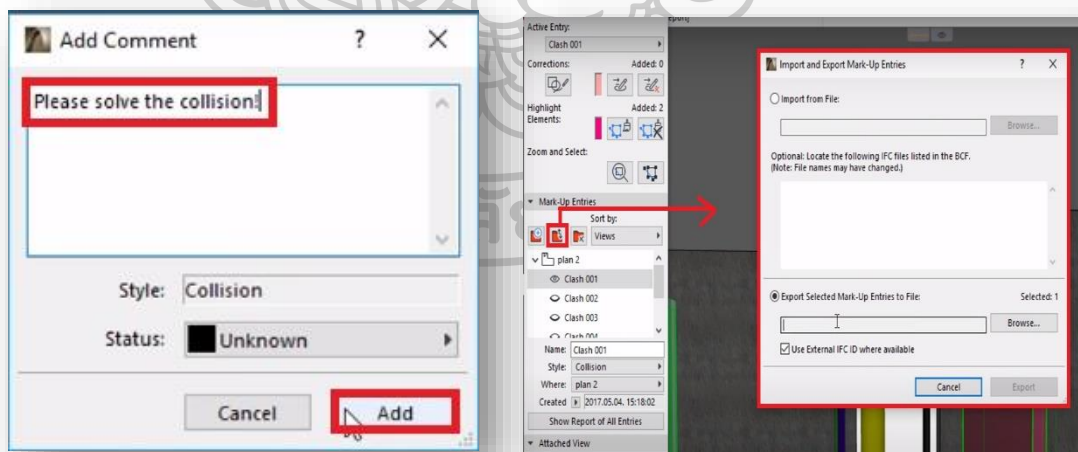 Add Comment ? X
Please solve the collision!
Style: Collision
Status: Unknown
Cancel Add
Active Entry:
Clash 001
Corrections: Added: 0
Highlight Added: 2
Elements:
Zoom and Select:
Mark-Up Entries
Sort by:
Views
plan 2
Clash 001
Clash 002
Clash 003
Clash 004
Name: Clash 001
Style: Collision
Where: plan 2
Created 2017.05.04. 15:18:02
Show Report of All Entries
Attached View
Import and Export Mark-Up Entries ? X
Import from File:
Browse...
Optional: Locate the following IFC files listed in the BCF.
(Note: File names may have changed.)
Export Selected Mark-Up Entries to File: Selected: 1
Browse...
Use External IFC ID where available
Cancel Export